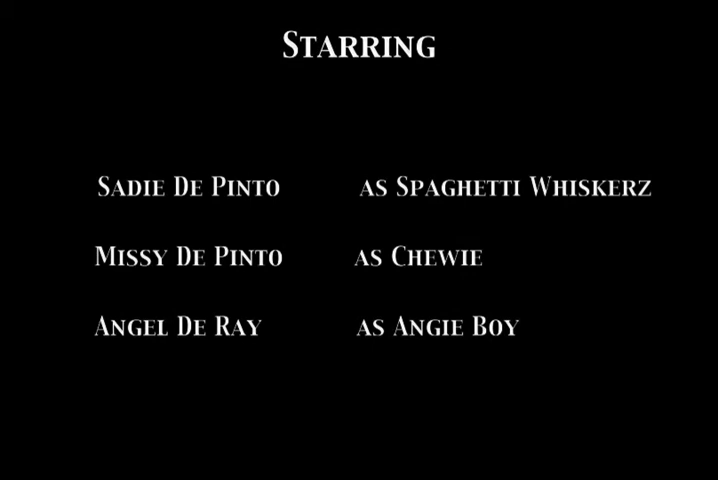 Starring
Sadie De Pinto as Spaghetti Whiskerz
Missy De Pinto as Chewie
Angel De Ray as Angie Boy